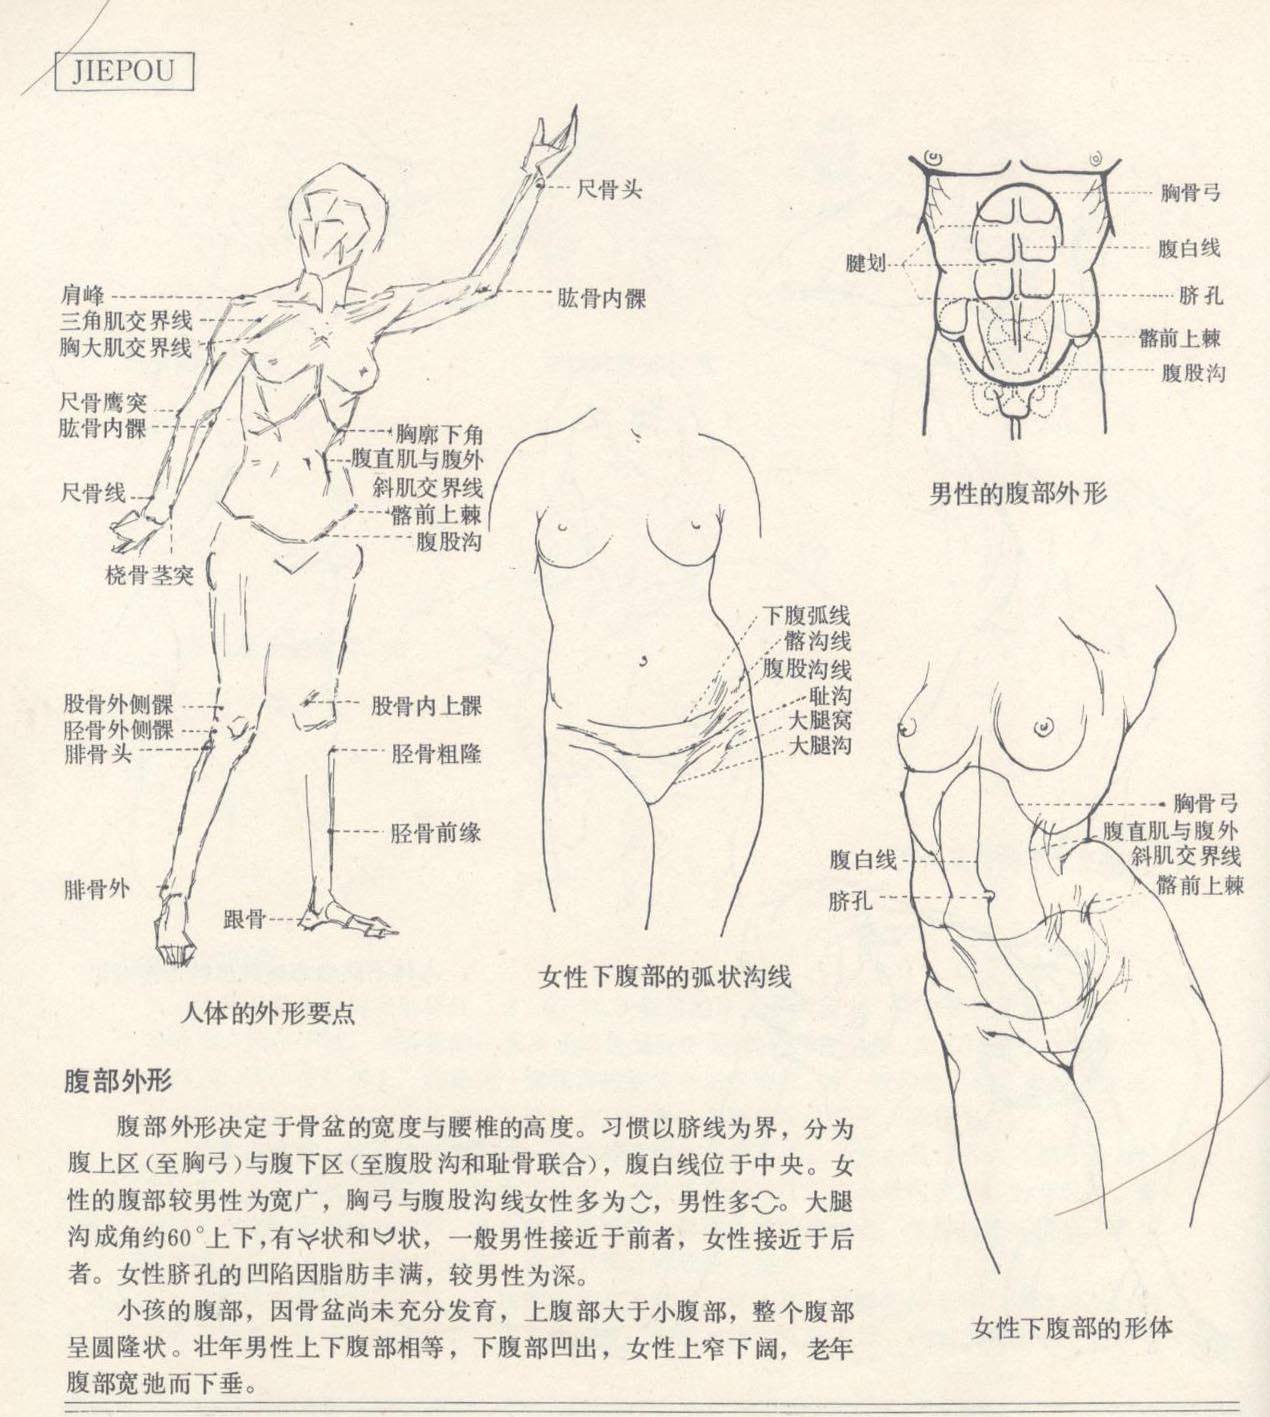 JIEPOU
尺骨头
肱骨内髁
肩峰
三角肌交界线
胸大肌交界线
尺骨鹰突
肱骨内髁
尺骨线
桡骨茎突
胸廓下角
腹直肌与腹外
斜肌交界线
髂前上棘
腹股沟
股骨外侧髁
胫骨外侧髁
腓骨头
股骨内上髁
胫骨粗隆
胫骨前缘
腓骨外
跟骨
人体的外形要点
下腹弧线
髂沟线
腹股沟线
耻沟
大腿窝
大腿沟
女性下腹部的弧状沟线
胸骨弓
腹白线
腱划
脐孔
髂前上棘
腹股沟
男性的腹部外形
胸骨弓
腹直肌与腹外
斜肌交界线
髂前上棘
腹白线
脐孔
女性下腹部的形体
腹部外形
腹部外形决定于骨盆的宽度与腰椎的高度。习惯以脐线为界，分为
腹上区(至胸弓)与腹下区(至腹股沟和耻骨联合)，腹白线位于中央。女
性的腹部较男性为宽广，胸弓与腹股沟线女性多为，男性多。大腿
沟成角约60°上下,有状和状，一般男性接近于前者，女性接近于后
者。女性脐孔的凹陷因脂肪丰满，较男性为深。
小孩的腹部，因骨盆尚未充分发育，上腹部大于小腹部，整个腹部
呈圆隆状。壮年男性上下腹部相等，下腹部凹出，女性上窄下阔，老年
腹部宽弛而下垂。